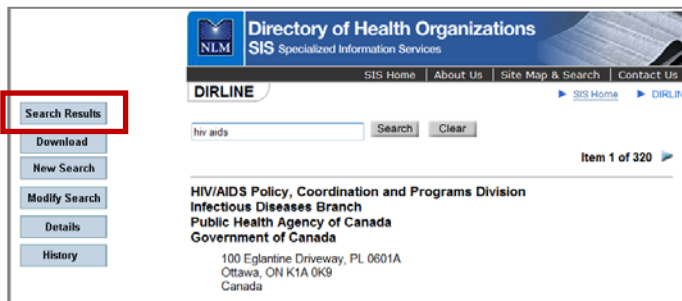 NLM
Directory of Health Organizations
SIS Specialized Information Services
SIS Home | About Us | Site Map & Search | Contact Us
DIRLINE
SIS Home
DIRLIN
hiv aids
Search
Clear
Item 1 of 320
Search Results
Download
New Search
Modify Search
Details
History
HIV/AIDS Policy, Coordination and Programs Division
Infectious Diseases Branch
Public Health Agency of Canada
Government of Canada
100 Eglantine Driveway, PL 0601A
Ottawa, ON K1A 0K9
Canada